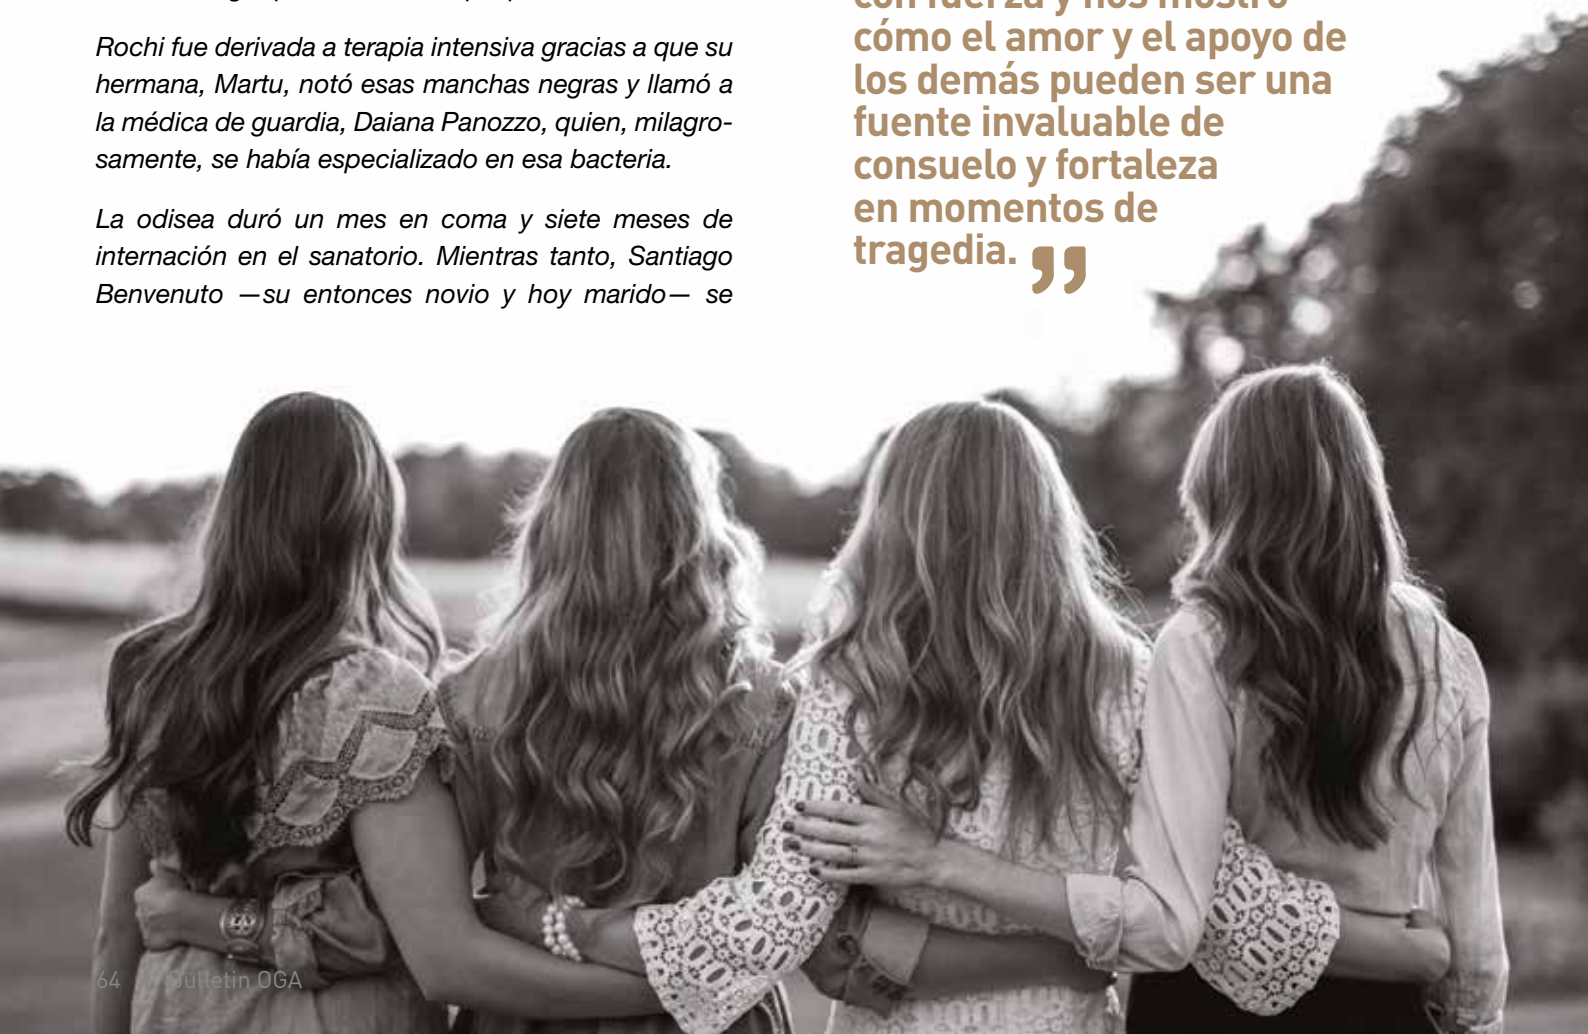 Rochi fue derivada a terapia intensiva gracias a que su
hermana, Martu, notó esas manchas negras y llamó a
la médica de guardia, Daiana Panozzo, quien, milagro-
samente, se había especializado en esa bacteria.
La odisea duró un mes en coma y siete meses de
internación en el sanatorio. Mientras tanto, Santiago
Benvenuto —su entonces novio y hoy marido— se
con fuerza y nos mostró
cómo el amor y el apoyo de
los demás pueden ser una
fuente invaluable de
consuelo y fortaleza
en momentos de
tragedia. ”
64 Bulletin OGA